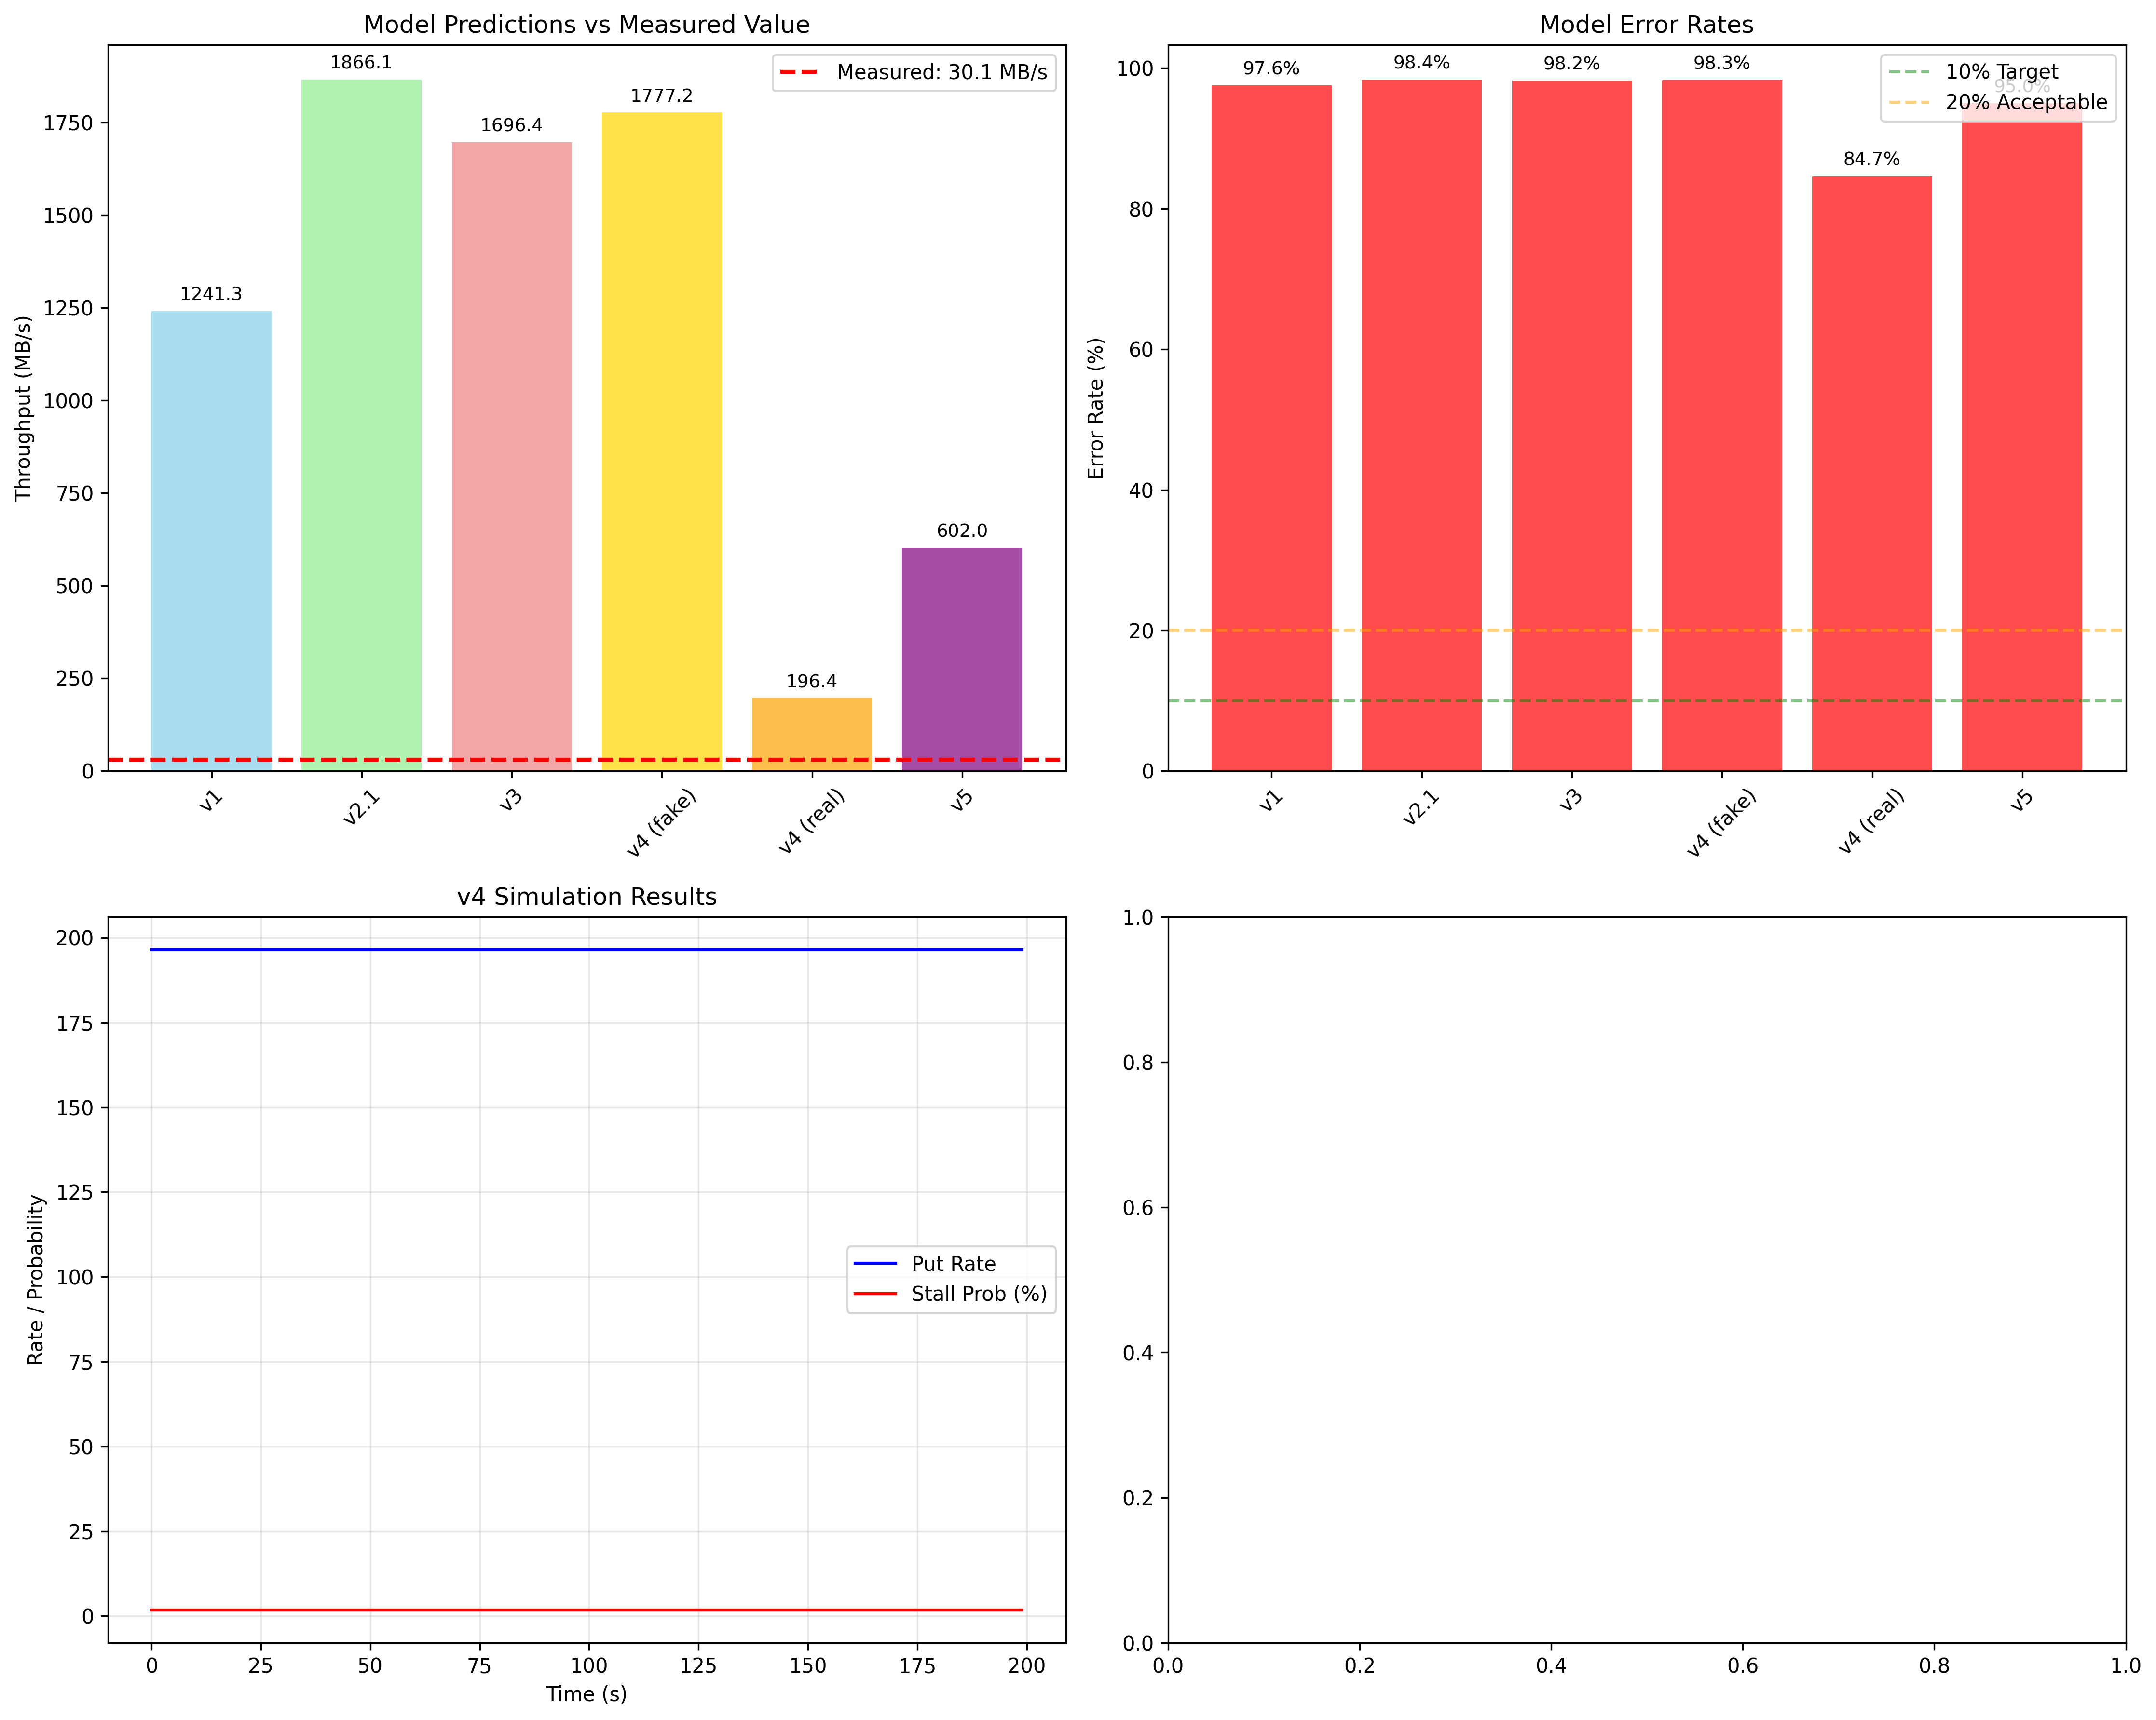 Model Predictions vs Measured Value
Throughput (MB/s)
1750
1500
1250
1000
750
500
250
0
1241.3
1866.1
1696.4
1777.2
196.4
602.0
Measured: 30.1 MB/s
v1
v2.1
v3
v4 (fake)
v4 (real)
v5
Model Error Rates
Error Rate (%)
100
80
60
40
20
0
97.6%
98.4%
98.2%
98.3%
84.7%
95.0%
10% Target
20% Acceptable
v1
v2.1
v3
v4 (fake)
v4 (real)
v5
v4 Simulation Results
Rate / Probability
200
175
150
125
100
75
50
25
0
Put Rate
Stall Prob (%)
0 25 50 75 100 125 150 175 200
Time (s)
1.0
0.8
0.6
0.4
0.2
0.0
0.0 0.2 0.4 0.6 0.8 1.0